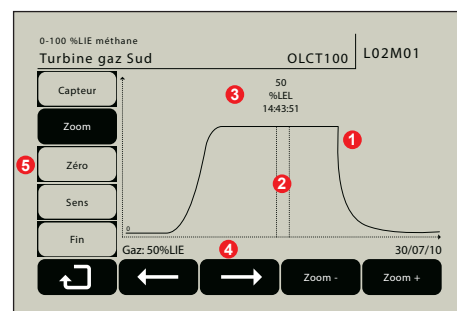 0-100 %LIE méthane
Turbine gaz Sud
OLCT100
L02M01
Capteur
Zoom
Zéro
Sens
Fin
50
%LEL
14:43:51
3
1
2
5
4
0
Gaz: 50%LIE
30/07/10
Zoom -
Zoom +